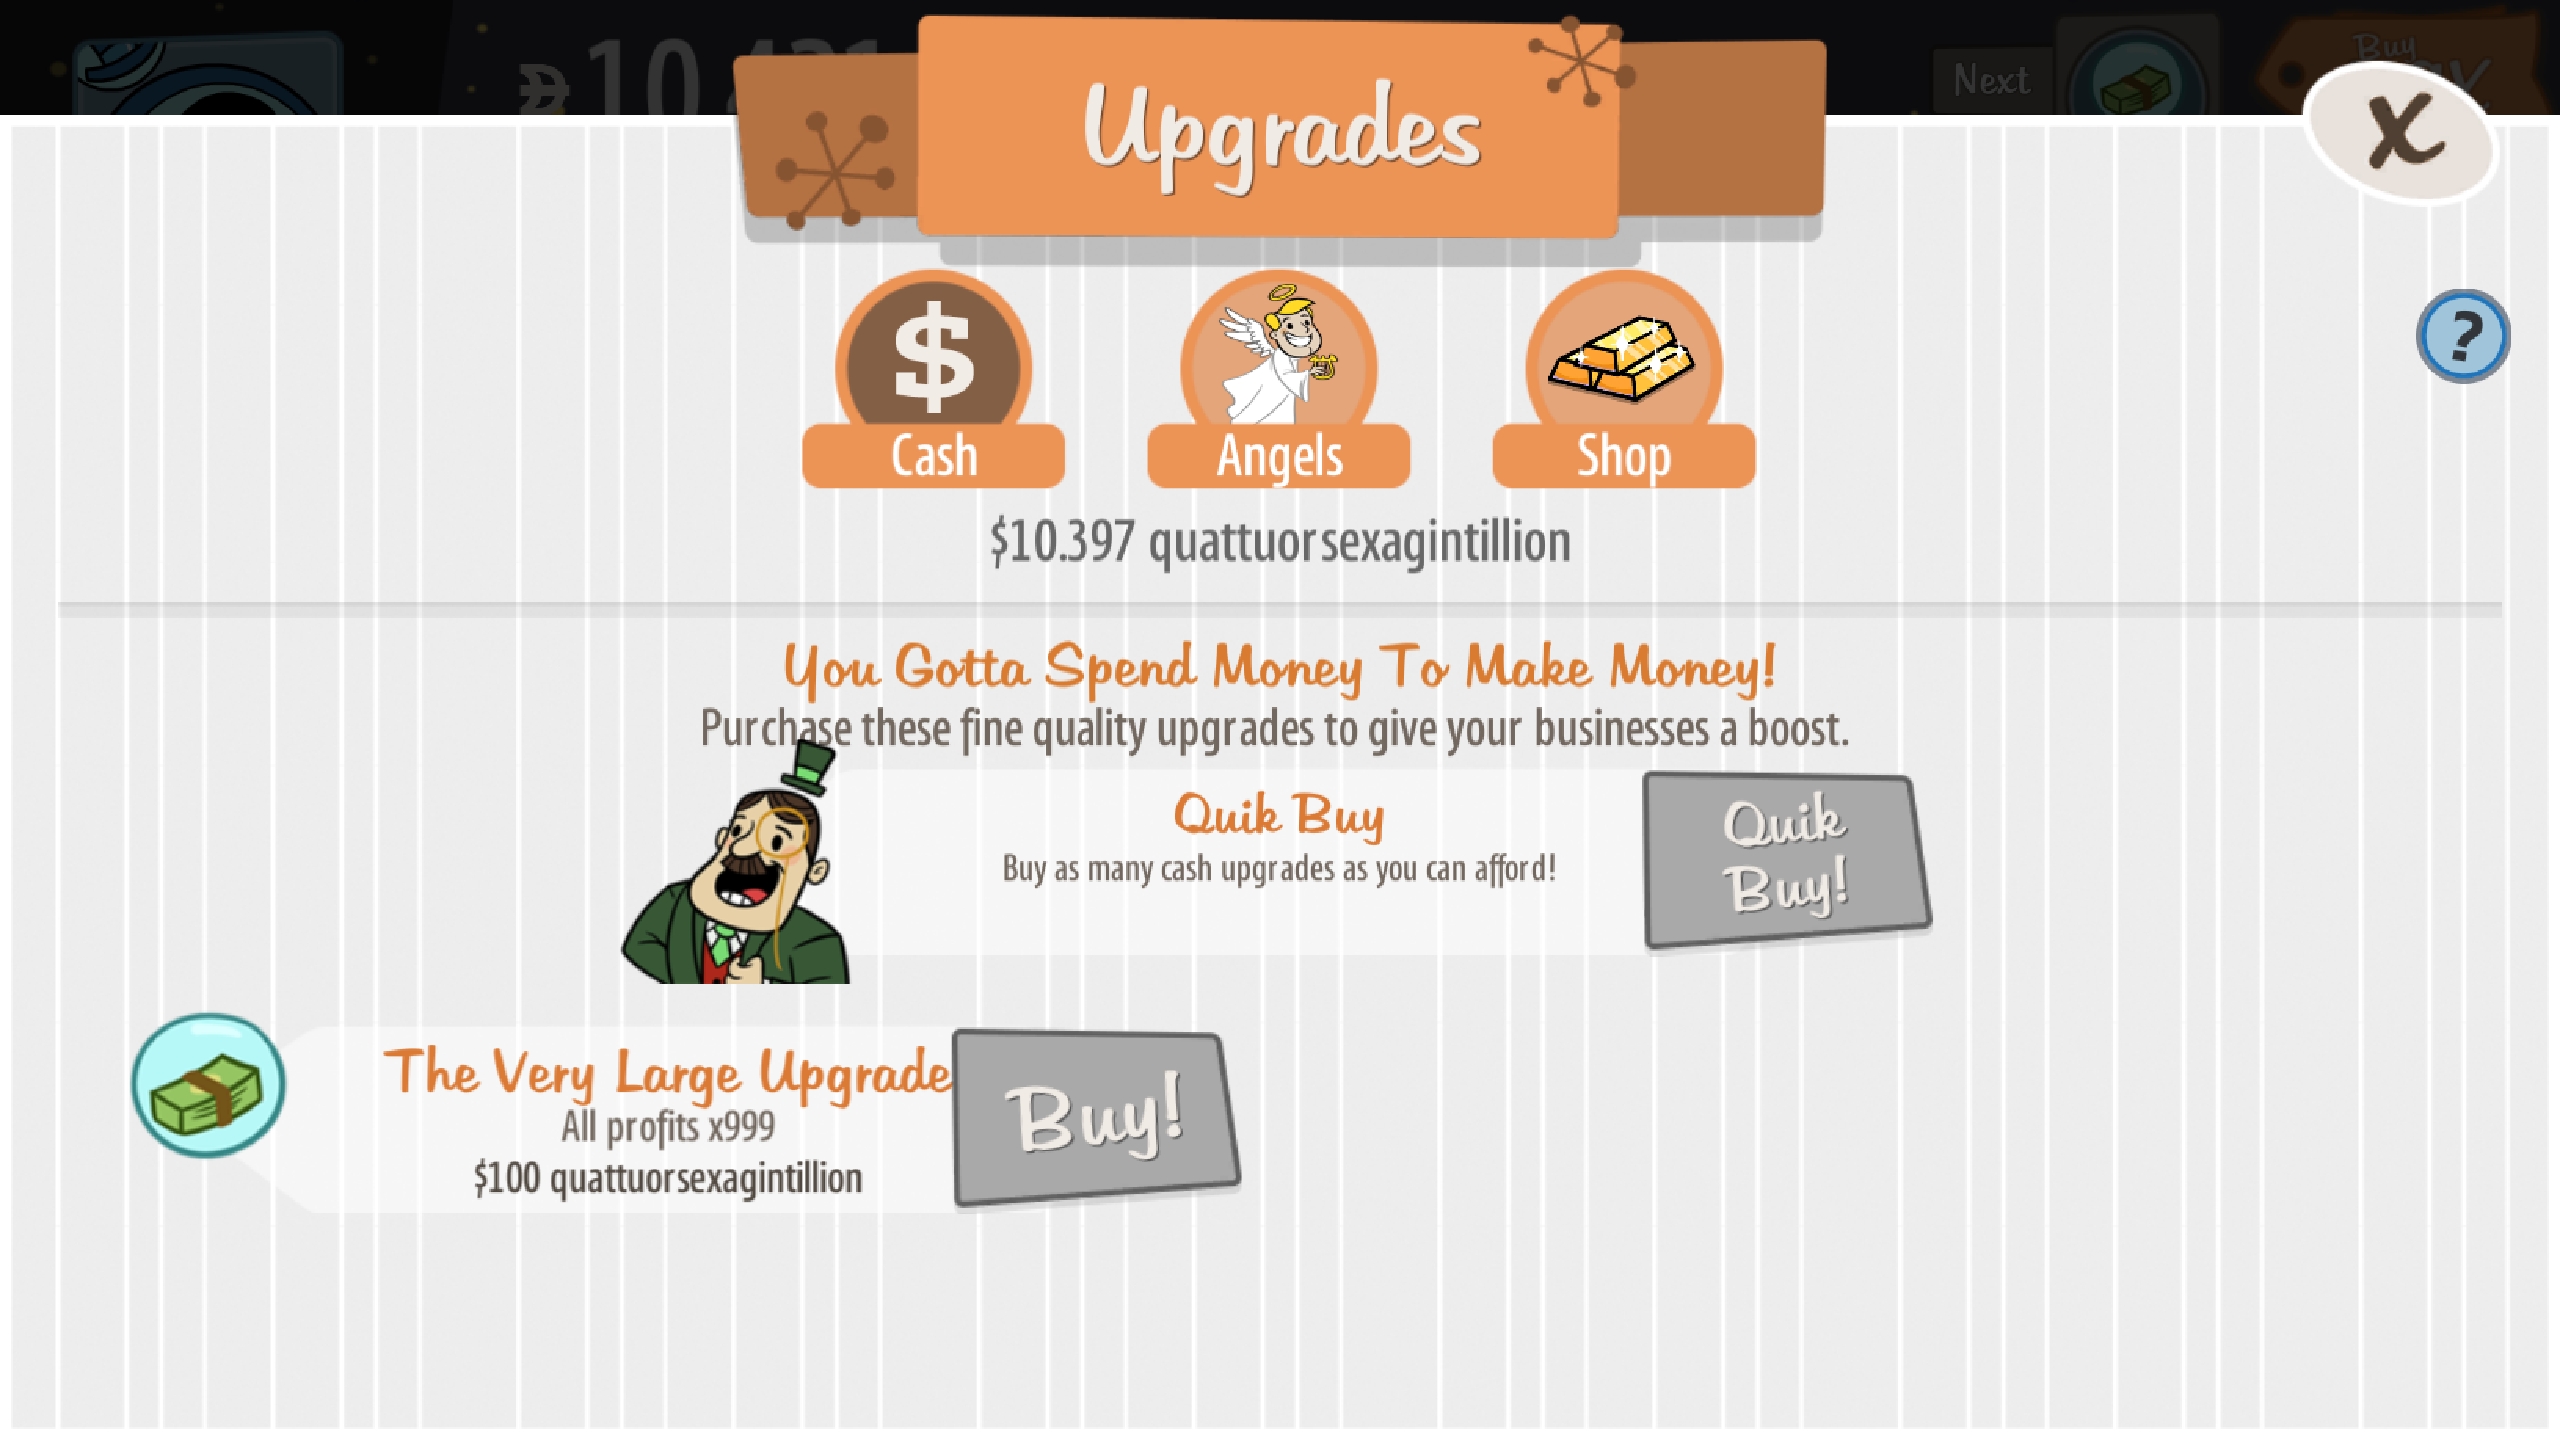 10.431
Next
Buy
Upgrades
X
$
?
Cash
Angels
Shop
$10.397 quattuorsexagintillion
You Gotta Spend Money To Make Money!
Purchase these fine quality upgrades to give your businesses a boost.
Quik Buy
Buy as many cash upgrades as you can afford!
Quik
Buy!
The Very Large Upgrade
All profits x999
$100 quattuorsexagintillion
Buy!